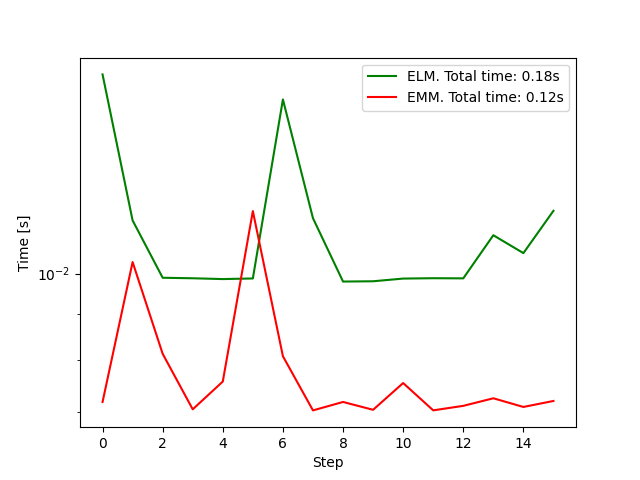 ELM. Total time: 0.18s
EMM. Total time: 0.12s
Time [s]
10⁻²
0 2 4 6 8 10 12 14
Step